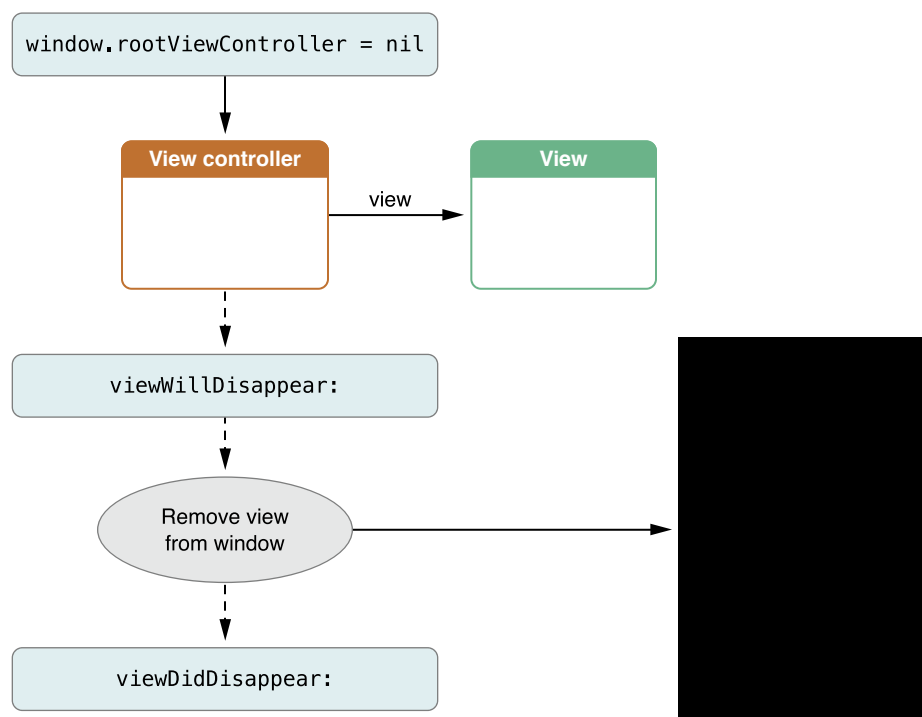 window.rootViewController = nil
View controller
View
view
viewWillDisappear:
Remove view
from window
viewDidDisappear: